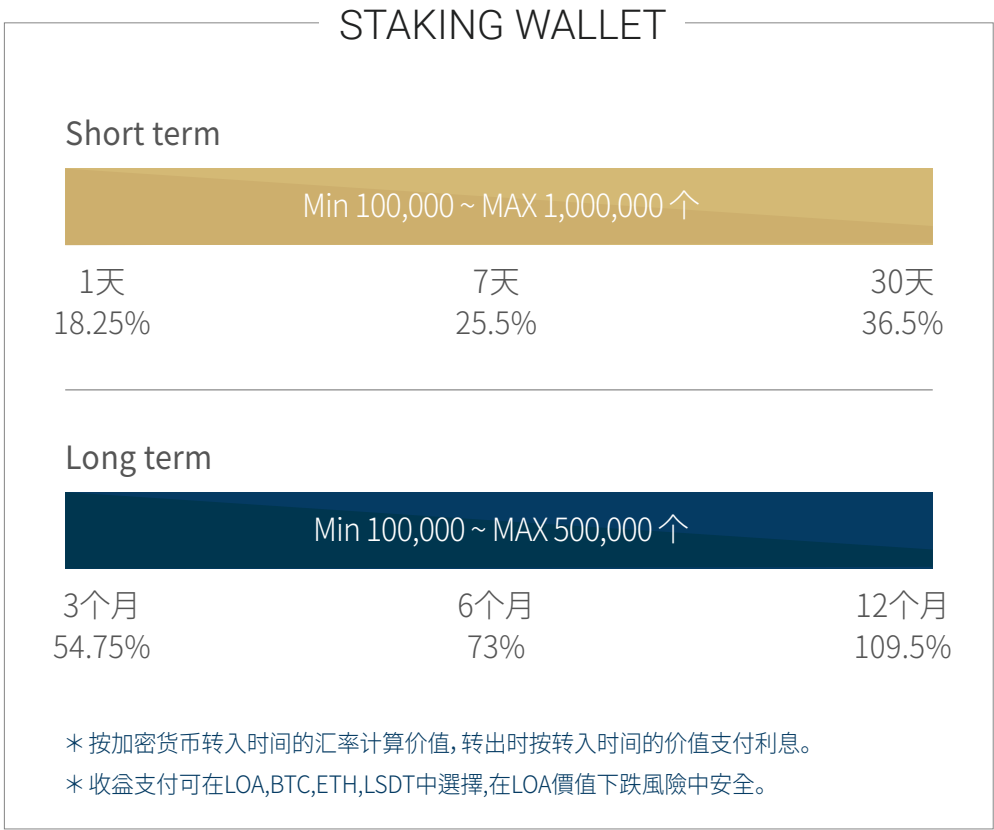 STAKING WALLET
Short term
Min 100,000 ~ MAX 1,000,000 个
1天 7天 30天
18.25% 25.5% 36.5%
Long term
Min 100,000 ~ MAX 500,000 个
3个月 6个月 12个月
54.75% 73% 109.5%
＊按加密货币转入时间的汇率计算价值，转出时按转入时间的价值支付利息。
＊收益支付可在LOA,BTC,ETH,LSDT中選擇,在LOA價值下跌風險中安全。